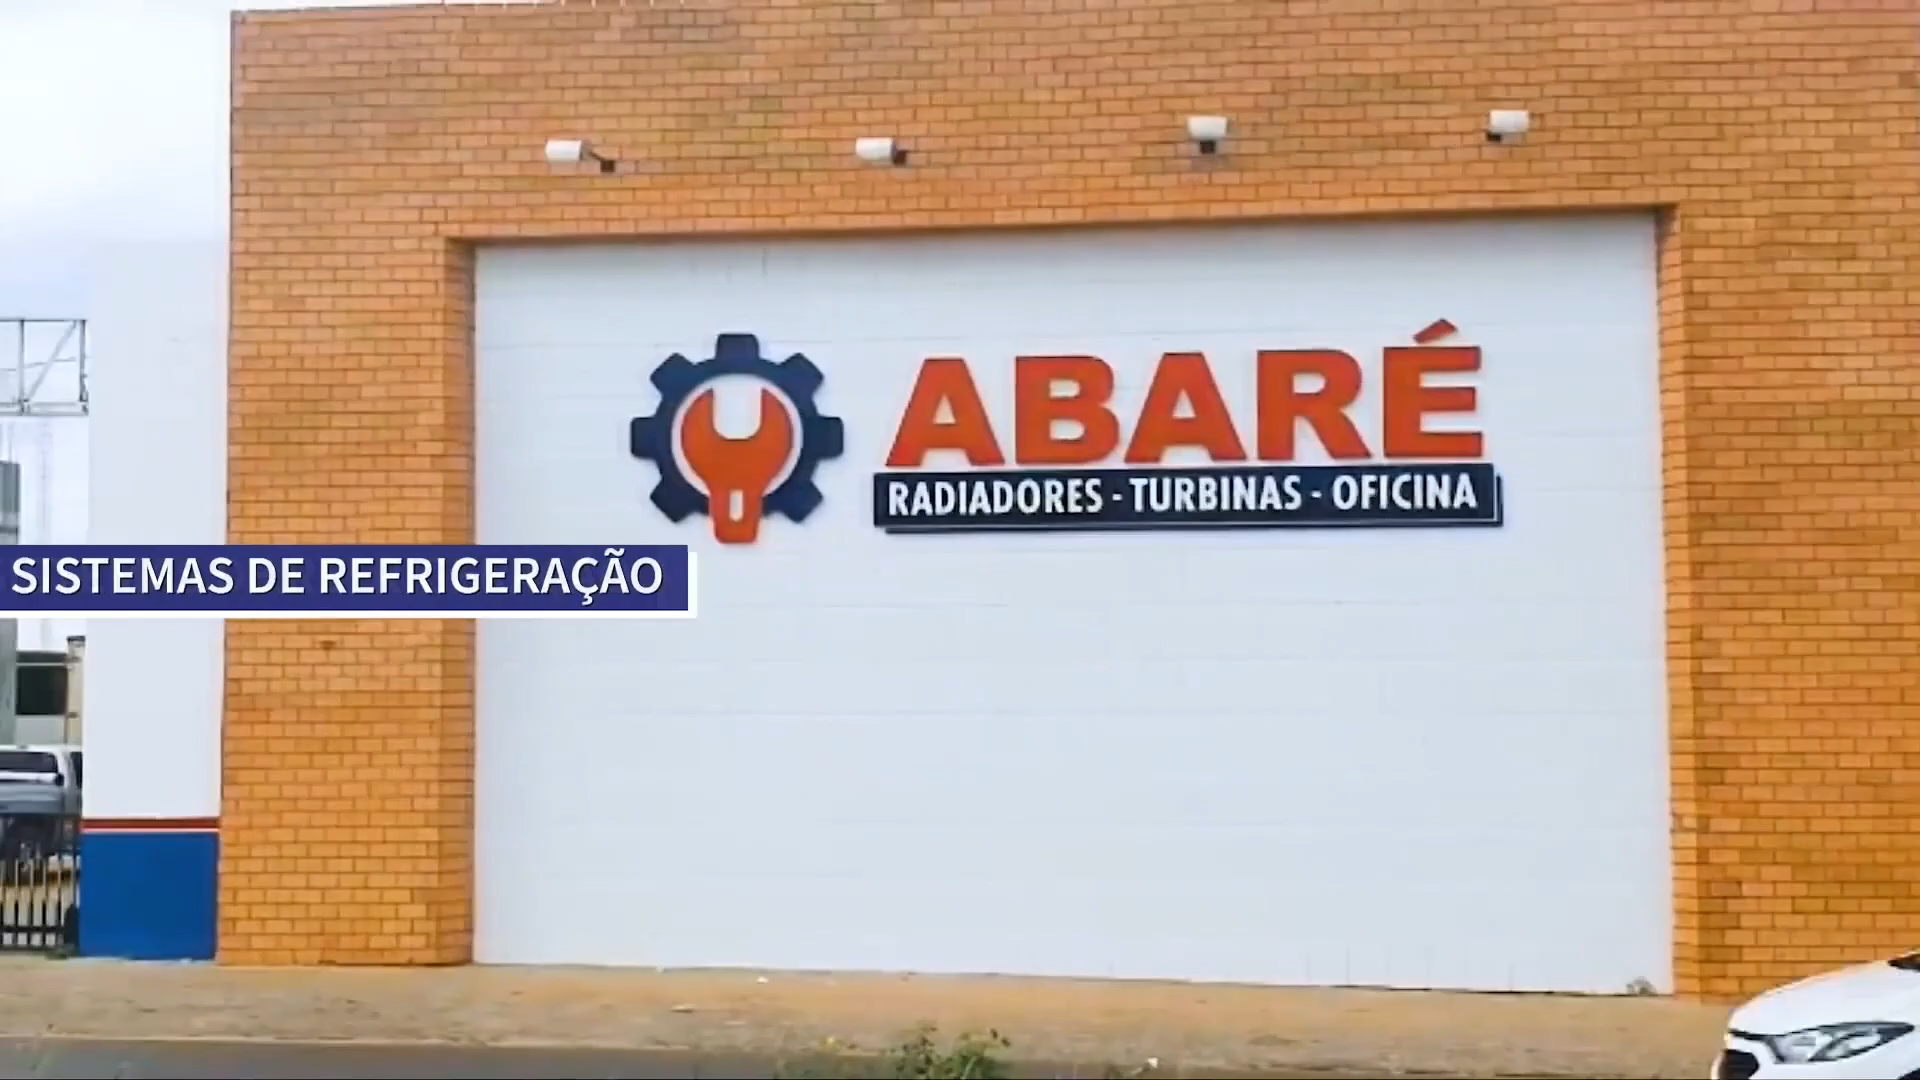 ABARÉ
RADIADORES - TURBINAS - OFICINA
SISTEMAS DE REFRIGERAÇÃO